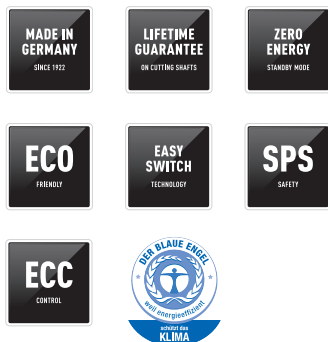 MADE IN
GERMANY
SINCE 1922
LIFETIME
GUARANTEE
ON CUTTING SHAFTS
ZERO
ENERGY
STANDBY MODE
ECO
FRIENDLY
EASY
SWITCH
TECHNOLOGY
SPS
SAFETY
ECC
CONTROL
DER BLAUE ENGEL
weil energieeffizient
schützt das
KLIMA